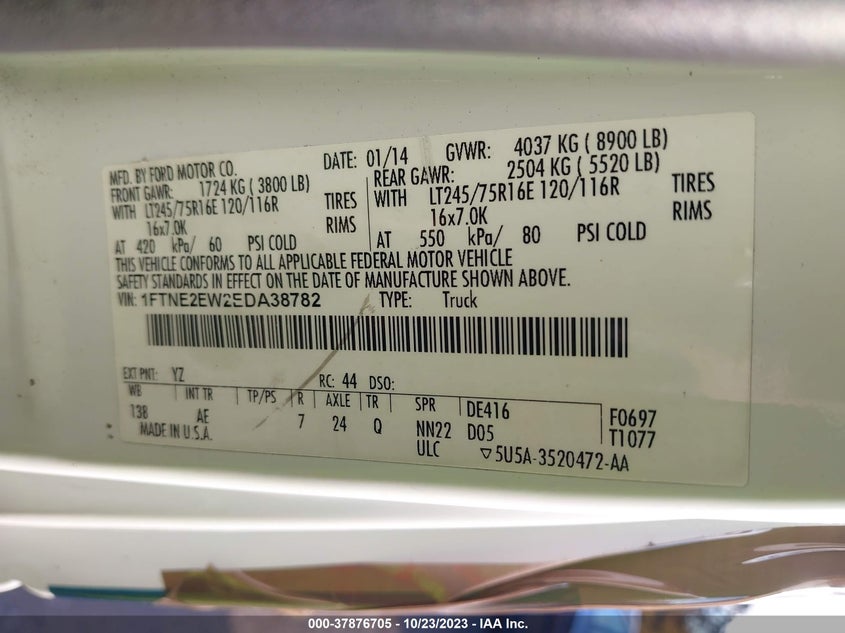 MFD. BY FORD MOTOR CO. DATE: 01/14 GVWR: 4037 KG ( 8900 LB)
FRONT GAWR: 1724 KG ( 3800 LB) REAR GAWR: 2504 KG ( 5520 LB)
WITH LT245/75R16E 120/116R TIRES WITH LT245/75R16E 120/116R TIRES
16x7.0K RIMS 16x7.0K RIMS
AT 420 kPa/ 60 PSI COLD AT 550 kPa/ 80 PSI COLD
THIS VEHICLE CONFORMS TO ALL APPLICABLE FEDERAL MOTOR VEHICLE
SAFETY STANDARDS IN EFFECT ON THE DATE OF MANUFACTURE SHOWN ABOVE.
VIN: 1FTNE2EW2EDA38782 TYPE: Truck
EXT PNT: YZ RC: 44 DSO:
WB INT TR TP/PS R AXLE TR SPR DE416 F0697
138 AE 7 24 Q NN22 D05 T1077
MADE IN U.S.A. ULC ▽5U5A-3520472-AA
000-37876705 - 10/23/2023 - IAA Inc.